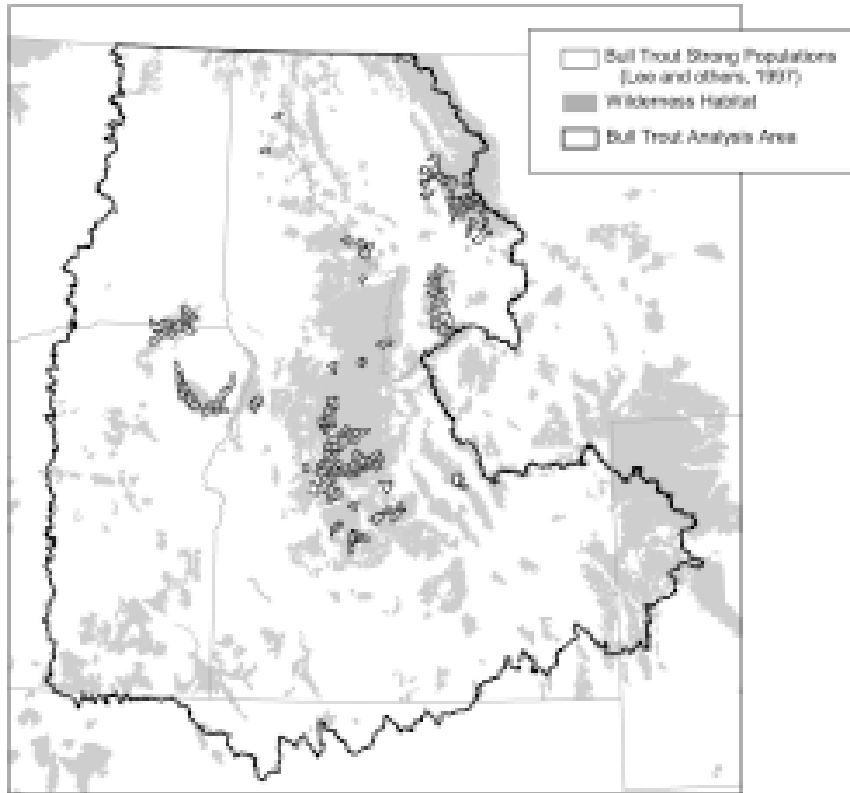 Bull Trout Strong Populations
(Lee and others, 1997)
Wilderness Habitat
Bull Trout Analysis Area